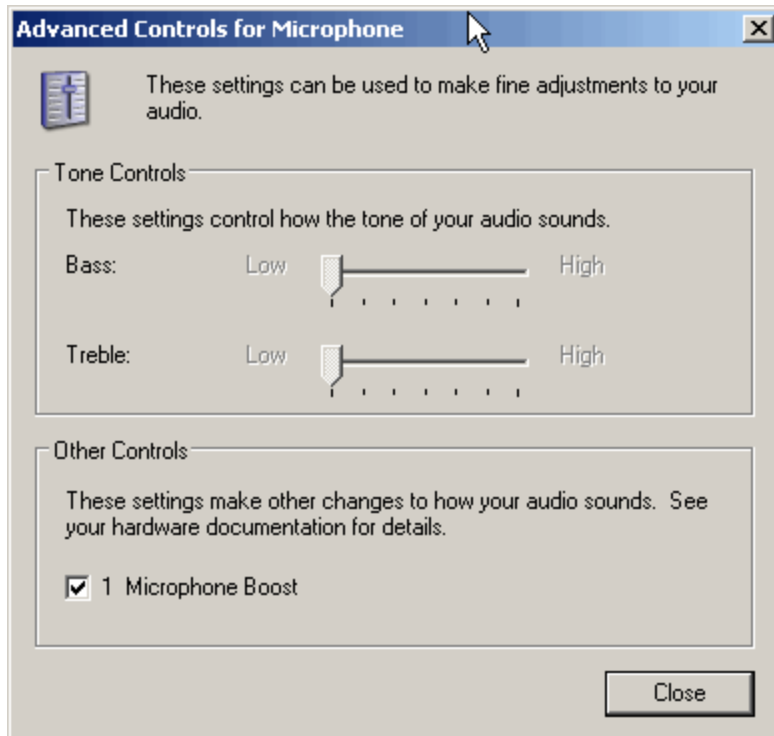 Advanced Controls for Microphone
These settings can be used to make fine adjustments to your
audio.
Tone Controls
These settings control how the tone of your audio sounds.
Bass: Low High
Treble: Low High
Other Controls
These settings make other changes to how your audio sounds.  See
your hardware documentation for details.
1  Microphone Boost
Close